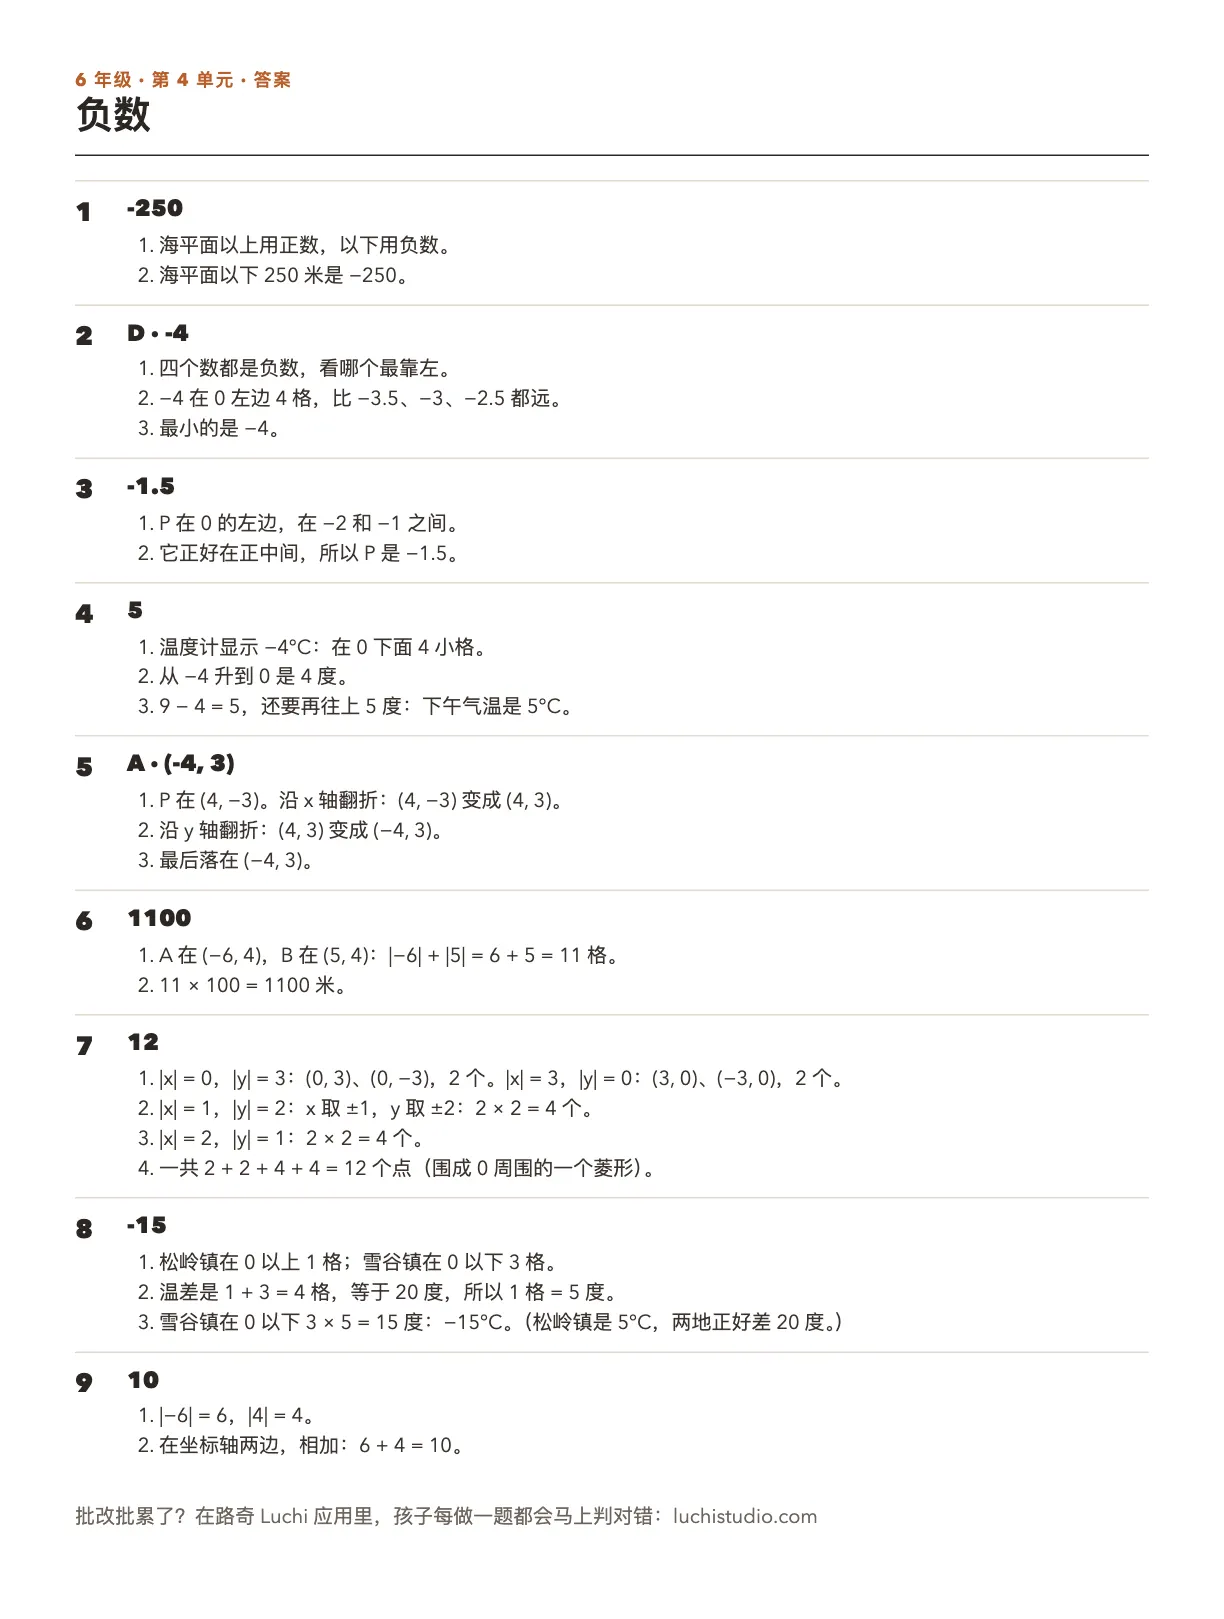 6 年级 · 第 4 单元 · 答案
负数
1 -250
1. 海平面以上用正数，以下用负数。
2. 海平面以下 250 米是 −250。
2 D · -4
1. 四个数都是负数，看哪个最靠左。
2. −4 在 0 左边 4 格，比 −3.5、−3、−2.5 都远。
3. 最小的是 −4。
3 -1.5
1. P 在 0 的左边，在 −2 和 −1 之间。
2. 它正好在正中间，所以 P 是 −1.5。
4 5
1. 温度计显示 −4°C：在 0 下面 4 小格。
2. 从 −4 升到 0 是 4 度。
3. 9 − 4 = 5，还要再往上 5 度：下午气温是 5°C。
5 A · (-4, 3)
1. P 在 (4, −3)。沿 x 轴翻折：(4, −3) 变成 (4, 3)。
2. 沿 y 轴翻折：(4, 3) 变成 (−4, 3)。
3. 最后落在 (−4, 3)。
6 1100
1. A 在 (−6, 4)，B 在 (5, 4)：|−6| + |5| = 6 + 5 = 11 格。
2. 11 × 100 = 1100 米。
7 12
1. |x| = 0，|y| = 3：(0, 3)、(0, −3)，2 个。|x| = 3，|y| = 0：(3, 0)、(−3, 0)，2 个。
2. |x| = 1，|y| = 2：x 取 ±1，y 取 ±2：2 × 2 = 4 个。
3. |x| = 2，|y| = 1：2 × 2 = 4 个。
4. 一共 2 + 2 + 4 + 4 = 12 个点（围成 0 周围的一个菱形）。
8 -15
1. 松岭镇在 0 以上 1 格；雪谷镇在 0 以下 3 格。
2. 温差是 1 + 3 = 4 格，等于 20 度，所以 1 格 = 5 度。
3. 雪谷镇在 0 以下 3 × 5 = 15 度：−15°C。（松岭镇是 5°C，两地正好差 20 度。）
9 10
1. |−6| = 6，|4| = 4。
2. 在坐标轴两边，相加：6 + 4 = 10。
批改批累了？在路奇 Luchi 应用里，孩子每做一题都会马上判对错：luchistudio.com